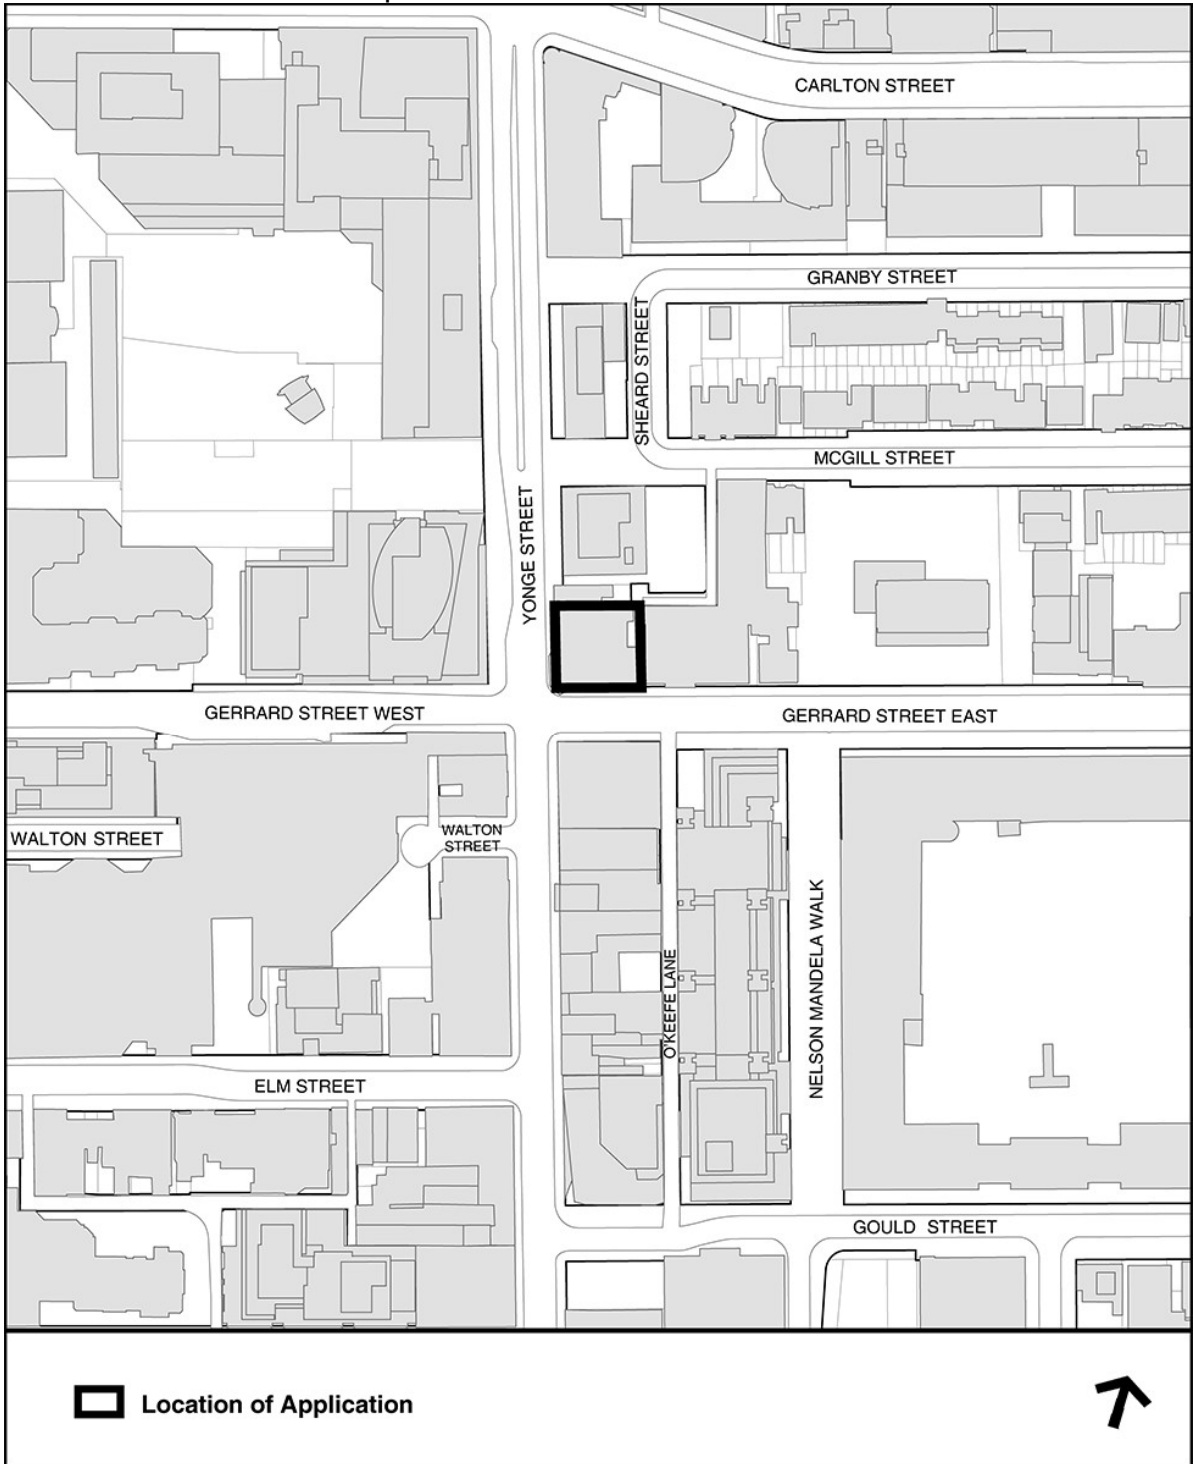 CARLTON STREET
GRANBY STREET
SHEARD STREET
MCGILL STREET
YONGE STREET
GERRARD STREET WEST
GERRARD STREET EAST
WALTON STREET
WALTON
STREET
NELSON MANDELA WALK
O'KEEFE LANE
ELM STREET
GOULD STREET
Location of Application